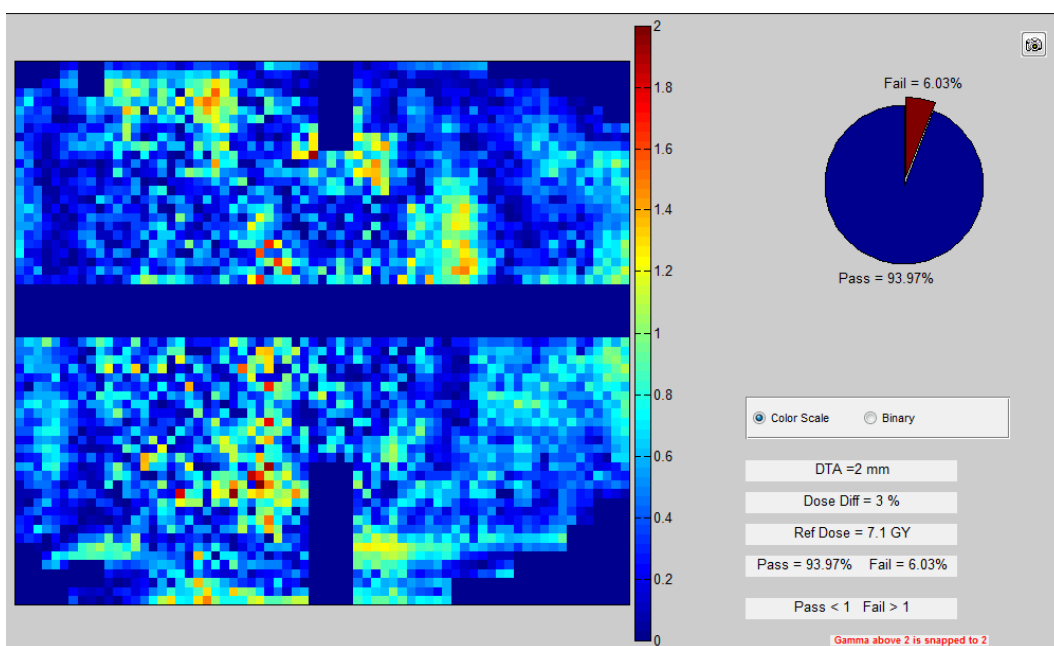 2
1.8
1.6
1.4
1.2
1
0.8
0.6
0.4
0.2
0
Fail = 6.03%
Pass = 93.97%
Color Scale
Binary
DTA =2 mm
Dose Diff = 3 %
Ref Dose = 7.1 GY
Pass = 93.97% Fail = 6.03%
Pass < 1 Fail > 1
Gamma above 2 is snapped to 2